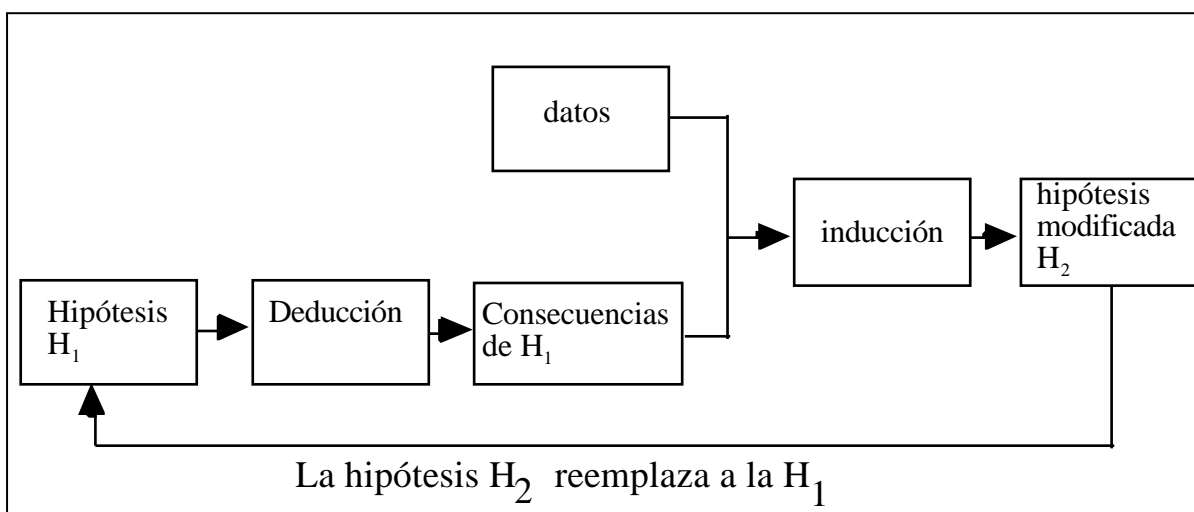 datos
inducción
hipótesis
modificada
H₂
Hipótesis
H₁
Deducción
Consecuencias
de H₁
La hipótesis H₂ reemplaza a la H₁